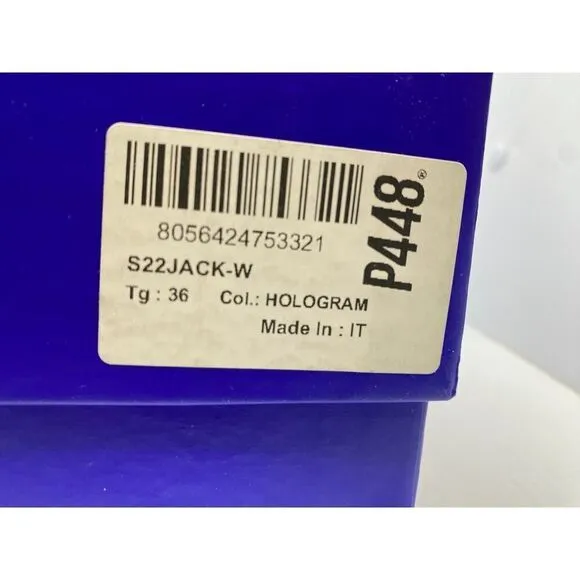 8056424753321
S22JACK-W
Tg : 36 Col.: HOLOGRAM
Made In : IT
P448®